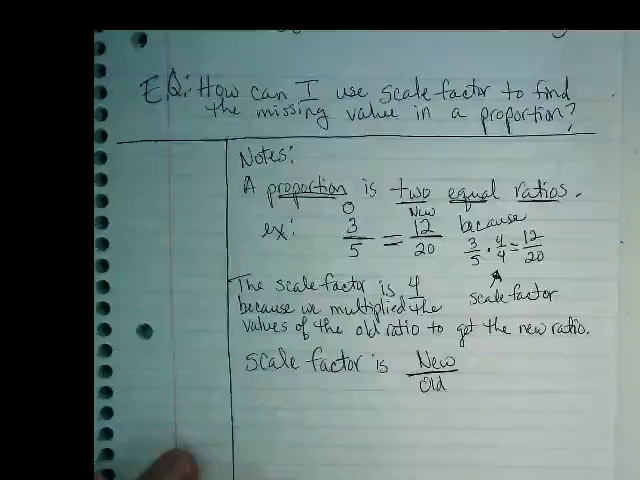 EQ: How can I use scale factor to find
the missing value in a proportion?
Notes:
A proportion is two equal ratios.
O New
ex: 3/5 = 12/20 because
3/5 · 4/4 = 12/20
The scale factor is 4 scale factor
because we multiplied the
values of the old ratio to get the new ratio.
scale factor is New/Old